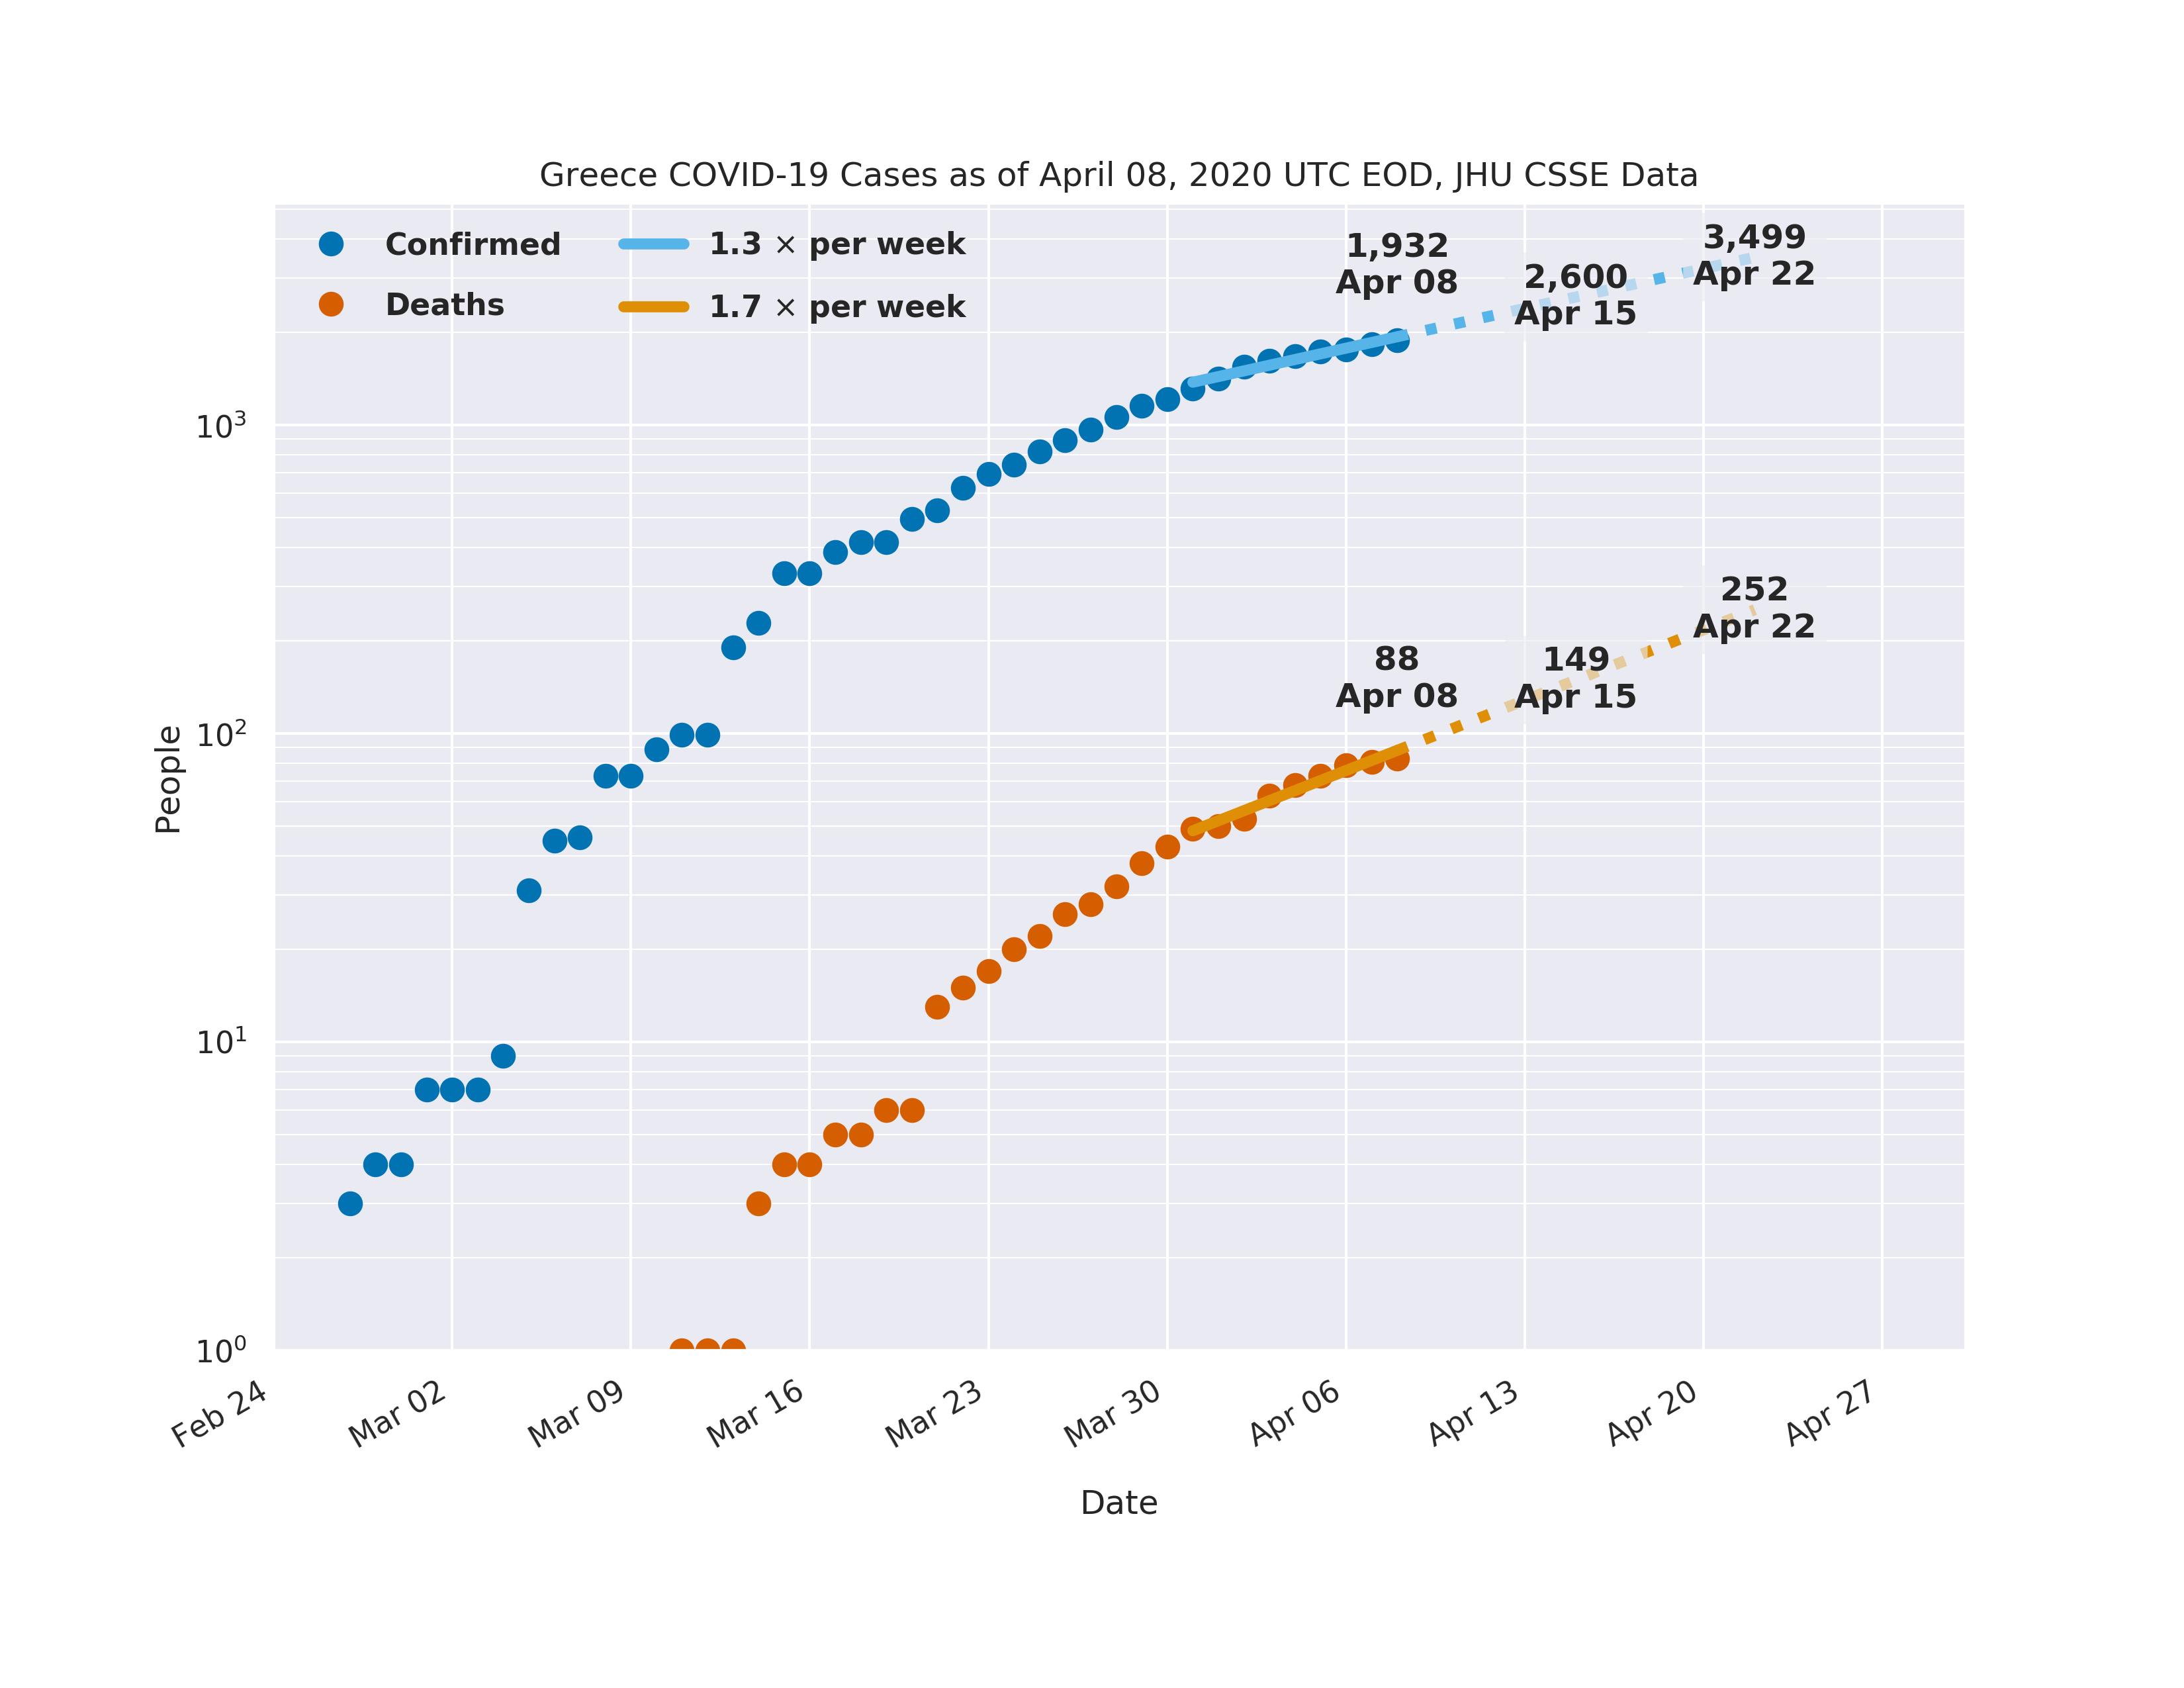 Greece COVID-19 Cases as of April 08, 2020 UTC EOD, JHU CSSE Data
Confirmed
Deaths
1.3 × per week
1.7 × per week
1,932
Apr 08
2,600
Apr 15
3,499
Apr 22
88
Apr 08
149
Apr 15
252
Apr 22
People
10³
10²
10¹
10⁰
Feb 24
Mar 02
Mar 09
Mar 16
Mar 23
Mar 30
Apr 06
Apr 13
Apr 20
Apr 27
Date